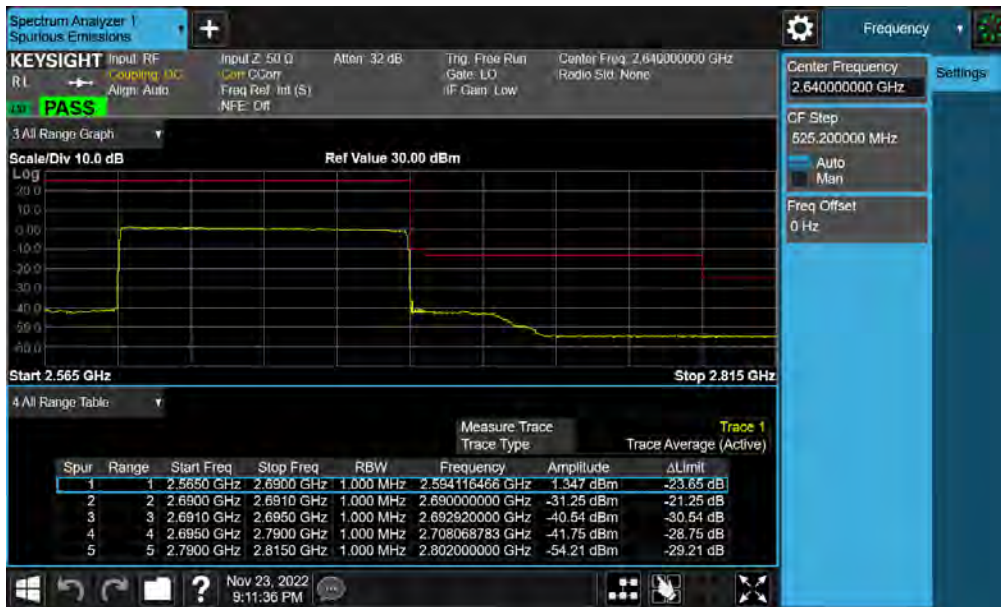 Spectrum Analyzer 1
Spurious Emissions
+
Frequency
KEYSIGHT
RL
PASS
Input: RF
Coupling: DC
Align: Auto
Input Z: 50 Ω
Corr CCorr
Freq Ref: Int (S)
NFE: Off
Atten: 32 dB
Trig: Free Run
Gate: LO
IF Gain: Low
Center Freq: 2.640000000 GHz
Radio Std: None
Center Frequency
2.640000000 GHz
Settings
CF Step
525.200000 MHz
Auto
Man
Freq Offset
0 Hz
3 All Range Graph
Scale/Div 10.0 dB
Ref Value 30.00 dBm
Log
20.0
10.0
0.00
-10.0
-20.0
-30.0
-40.0
-50.0
-60.0
Start 2.565 GHz
Stop 2.815 GHz
4 All Range Table
Measure Trace Trace 1
Trace Type Trace Average (Active)
Spur Range Start Freq Stop Freq RBW Frequency Amplitude ΔLimit
1 1 2.5650 GHz 2.6900 GHz 1.000 MHz 2.594116466 GHz 1.347 dBm -23.65 dB
2 2 2.6900 GHz 2.6910 GHz 1.000 MHz 2.690000000 GHz -31.25 dBm -21.25 dB
3 3 2.6910 GHz 2.6950 GHz 1.000 MHz 2.692920000 GHz -40.54 dBm -30.54 dB
4 4 2.6950 GHz 2.7900 GHz 1.000 MHz 2.708068783 GHz -41.75 dBm -28.75 dB
5 5 2.7900 GHz 2.8150 GHz 1.000 MHz 2.802000000 GHz -54.21 dBm -29.21 dB
?
Nov 23, 2022
9:11:36 PM